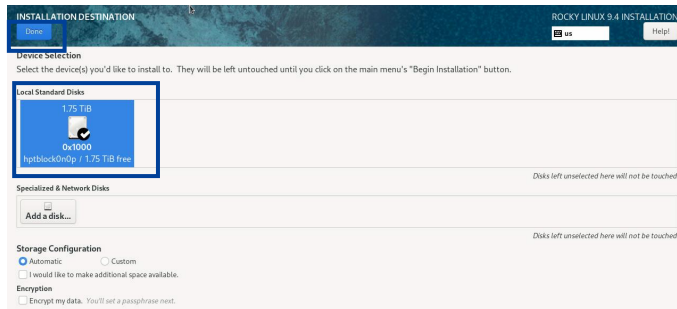 INSTALLATION DESTINATION
ROCKY LINUX 9.4 INSTALLATION
Done
us
Help!
Device Selection
Select the device(s) you'd like to install to. They will be left untouched until you click on the main menu's "Begin Installation" button.
Local Standard Disks
1.75 TiB
0x1000
hptblock0n0p / 1.75 TiB free
Disks left unselected here will not be touched
Specialized & Network Disks
Add a disk...
Disks left unselected here will not be touched
Storage Configuration
Automatic Custom
I would like to make additional space available.
Encryption
Encrypt my data. You'll set a passphrase next.